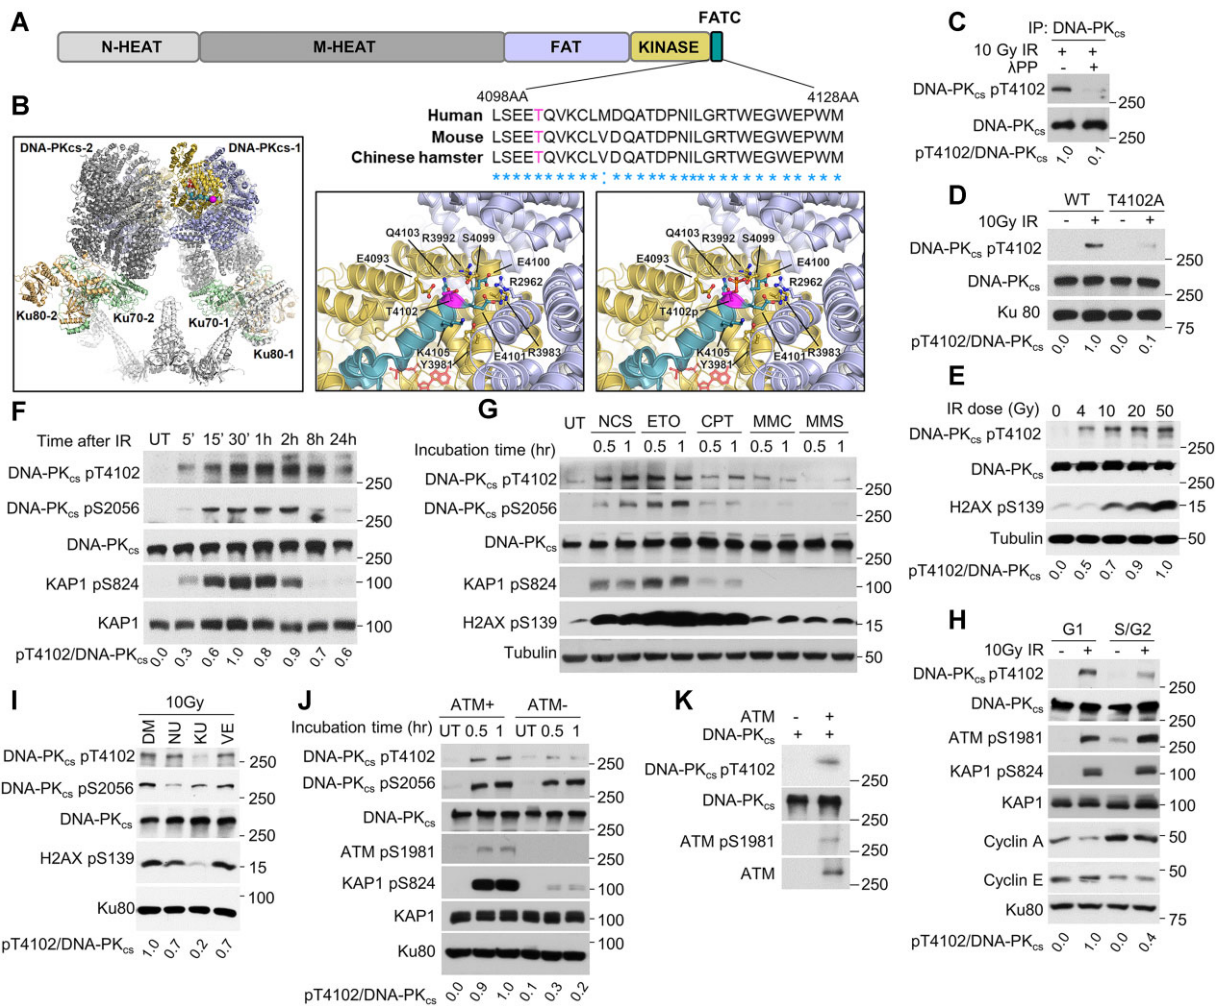 A
FATC
N-HEAT
M-HEAT
FAT
KINASE
4098AA
4128AA
Human LSEETQVKCLMDQATDPNILGRTWEGWEPWM
Mouse LSEETQVKCLVDQATDPNILGRTWEGWEPWM
Chinese hamster LSEETQVKCLVDQATDPNILGRTWEGWEPWM
**********:********************
B
DNA-PKcs-2
DNA-PKcs-1
Ku80-2
Ku70-2
Ku70-1
Ku80-1
Q4103
R3992
S4099
E4093
E4100
R2962
T4102
K4105
Y3981
E4101
R3983
Q4103
R3992
S4099
E4093
E4100
R2962
T4102p
K4105
Y3981
E4101
R3983
C
IP: DNA-PKcs
10 Gy IR + +
λPP - +
DNA-PKcs pT4102
250
DNA-PKcs
250
pT4102/DNA-PKcs 1.0 0.1
D
WT T4102A
10Gy IR - + - +
DNA-PKcs pT4102
250
DNA-PKcs
250
Ku 80
75
pT4102/DNA-PKcs 0.0 1.0 0.0 0.1
E
IR dose (Gy) 0 4 10 20 50
DNA-PKcs pT4102
250
DNA-PKcs
250
H2AX pS139 15
Tubulin 50
pT4102/DNA-PKcs 0.0 0.5 0.7 0.9 1.0
F
Time after IR UT 5' 15' 30' 1h 2h 8h 24h
DNA-PKcs pT4102
250
DNA-PKcs pS2056
250
DNA-PKcs
250
KAP1 pS824 100
KAP1 100
pT4102/DNA-PKcs 0.0 0.3 0.6 1.0 0.8 0.9 0.7 0.6
G
UT NCS ETO CPT MMC MMS
Incubation time (hr) 0.5 1 0.5 1 0.5 1 0.5 1 0.5 1
DNA-PKcs pT4102
250
DNA-PKcs pS2056
250
DNA-PKcs
250
KAP1 pS824 100
H2AX pS139 15
Tubulin 50
H
G1 S/G2
10Gy IR - + - +
DNA-PKcs pT4102
250
DNA-PKcs
250
ATM pS1981
250
KAP1 pS824 100
KAP1 100
Cyclin A 50
Cyclin E 50
Ku80
75
pT4102/DNA-PKcs 0.0 1.0 0.0 0.4
I
10Gy
DM NU KU VE
DNA-PKcs pT4102 250
DNA-PKcs pS2056
250
DNA-PKcs
250
H2AX pS139 15
100
Ku80
pT4102/DNA-PKcs 1.0 0.7 0.2 0.7
J
ATM+ ATM-
Incubation time (hr) UT 0.5 1 UT 0.5 1
DNA-PKcs pT4102
250
DNA-PKcs pS2056
250
DNA-PKcs
250
ATM pS1981
250
KAP1 pS824 100
KAP1 100
100
Ku80
pT4102/DNA-PKcs 0.0 0.9 1.0 0.1 0.3 0.2
K
ATM - +
DNA-PKcs + +
DNA-PKcs pT4102
250
DNA-PKcs
250
ATM pS1981
250
ATM
250